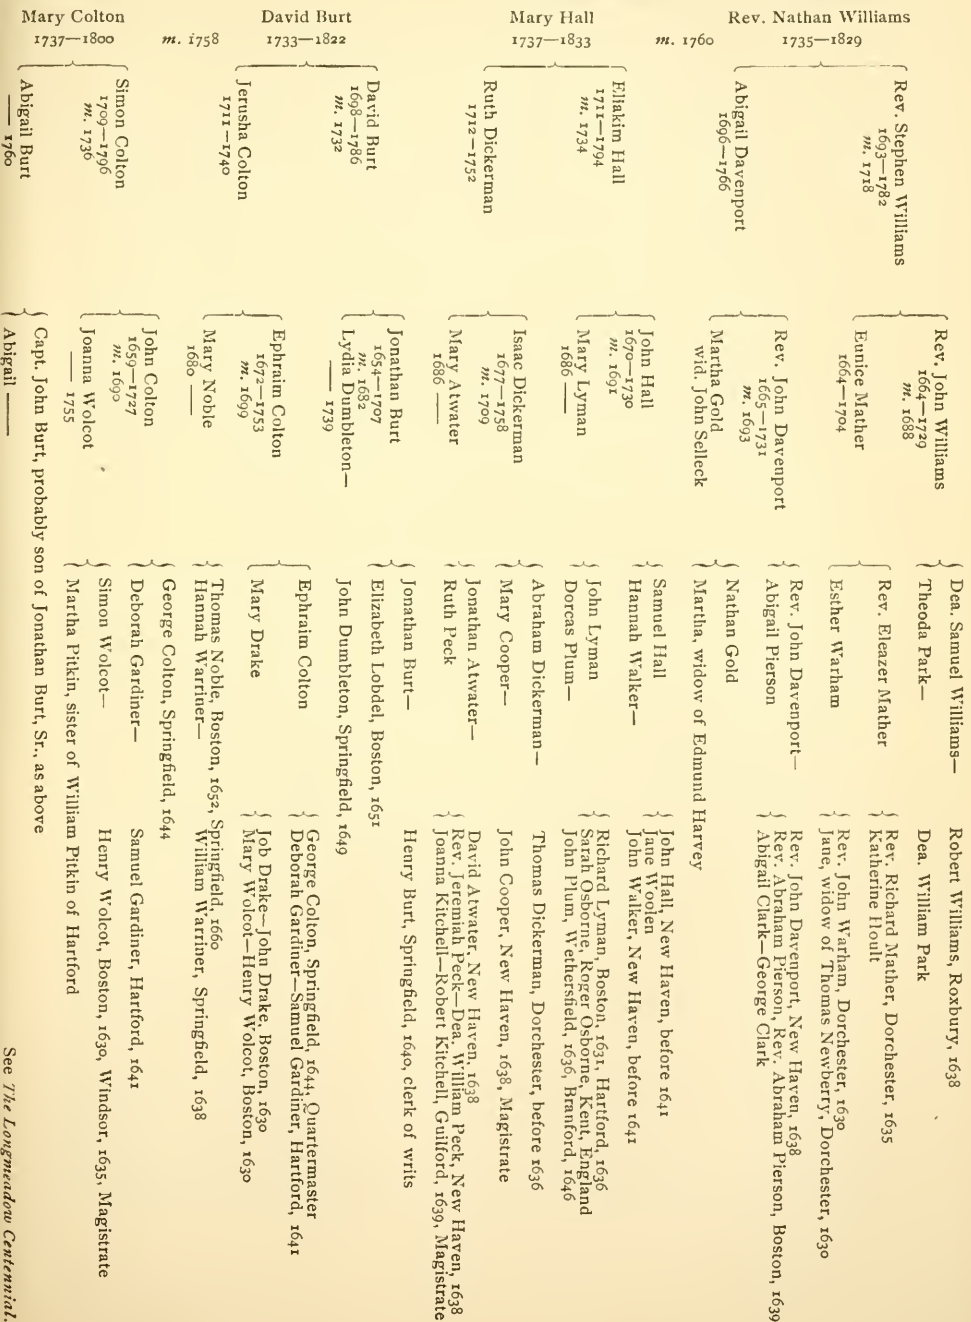 Mary Colton
1737—1800
m. 1758
David Burt
1733—1822
Mary Hall
1737—1833
m. 1760
Rev. Nathan Williams
1735—1829
Rev. Stephen Williams
1693—1782
m. 1718
Abigail Davenport
1696—1766
Eliakim Hall
1711—1794
m. 1734
Ruth Dickerman
1712—1752
David Burt
1698—1786
m. 1732
Jerusha Colton
1711—1740
Simon Colton
1709—1796
m. 1736
Abigail Burt
—— 1760
Rev. John Williams
1664—1729
m. 1688
Eunice Mather
1664—1704
Rev. John Davenport
1665—1731
m. 1693
Martha Gold
wid. John Selleck
John Hall
1670—1730
m. 1691
Mary Lyman
1686 ——
Isaac Dickerman
1677—1758
m. 1709
Mary Atwater
1686 ——
Jonathan Burt
1654—1707
m. 1682
Lydia Dumbleton—
—— 1739
Ephraim Colton
1672—1753
m. 1699
Mary Noble
1680 ——
John Colton
1659—1727
m. 1690
Joanna Wolcot
—— 1755
Capt. John Burt, probably son of Jonathan Burt, Sr., as above
Abigail ——
Dea. Samuel Williams—
Theoda Park—
Rev. Eleazer Mather
Esther Warham
Rev. John Davenport—
Abigail Pierson
Nathan Gold
Martha, widow of Edmund Harvey
Samuel Hall
Hannah Walker—
John Lyman
Dorcas Plum—
Abraham Dickerman—
Mary Cooper—
Jonathan Atwater—
Ruth Peck
Jonathan Burt—
Elizabeth Lobdel, Boston, 1651
John Dumbleton, Springfield, 1649
Ephraim Colton
Mary Drake
Thomas Noble, Boston, 1652, Springfield, 1660
Hannah Warriner—
George Colton, Springfield, 1644
Deborah Gardiner—
Simon Wolcot—
Martha Pitkin, sister of William Pitkin of Hartford
Robert Williams, Roxbury, 1638
Dea. William Park
Rev. Richard Mather, Dorchester, 1635
Katherine Hoult
Rev. John Warham, Dorchester, 1630
Jane, widow of Thomas Newberry, Dorchester, 1630
Rev. John Davenport, New Haven, 1638
Rev. Abraham Pierson, Rev. Abraham Pierson, Boston, 1639
Abigail Clark—George Clark
John Hall, New Haven, before 1641
Jane Woolen
John Walker, New Haven, before 1641
Richard Lyman, Boston, 1631, Hartford, 1636
Sarah Osborne, Roger Osborne, Kent, England
John Plum, Wethersfield, 1636, Branford, 1646
Thomas Dickerman, Dorchester, before 1636
John Cooper, New Haven, 1638, Magistrate
David Atwater, New Haven, 1638
Rev. Jeremiah Peck—Dea. William Peck, New Haven, 1638
Joanna Kitchell—Robert Kitchell, Guilford, 1639, Magistrate
Henry Burt, Springfield, 1640, clerk of writs
George Colton, Springfield, 1644, Quartermaster
Deborah Gardiner—Samuel Gardiner, Hartford, 1641
Job Drake—John Drake, Boston, 1630
Mary Wolcot—Henry Wolcot, Boston, 1630
William Warriner, Springfield, 1638
Samuel Gardiner, Hartford, 1641
Henry Wolcot, Boston, 1630, Windsor, 1635, Magistrate
See The Longmeadow Centennial.